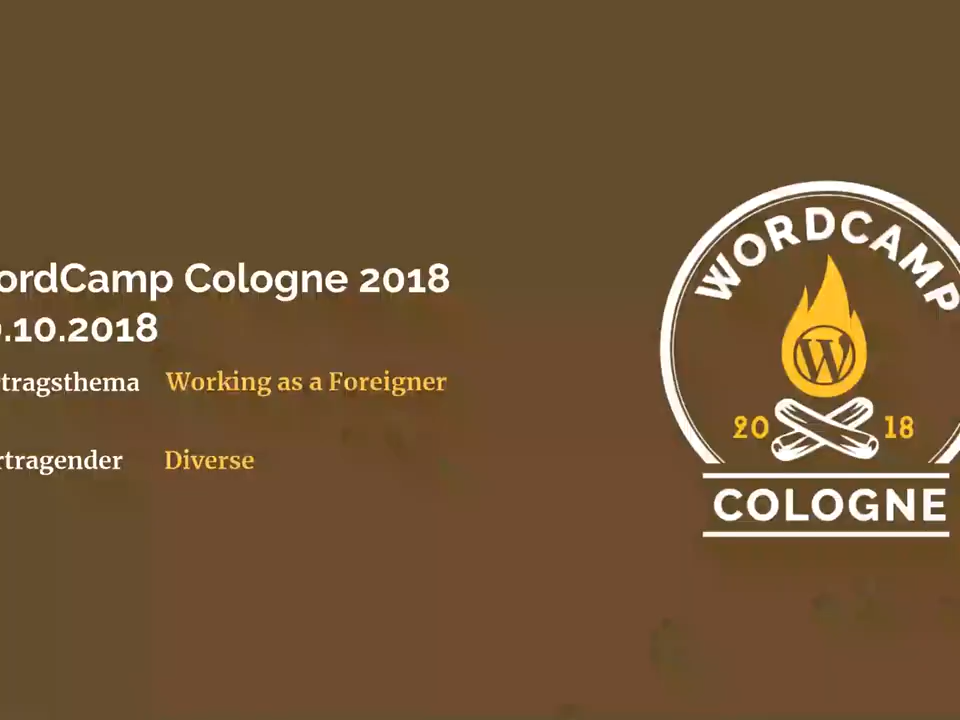 ordCamp Cologne 2018
.10.2018
tragsthema Working as a Foreigner
rtragender Diverse
WORDCAMP
20 18
COLOGNE